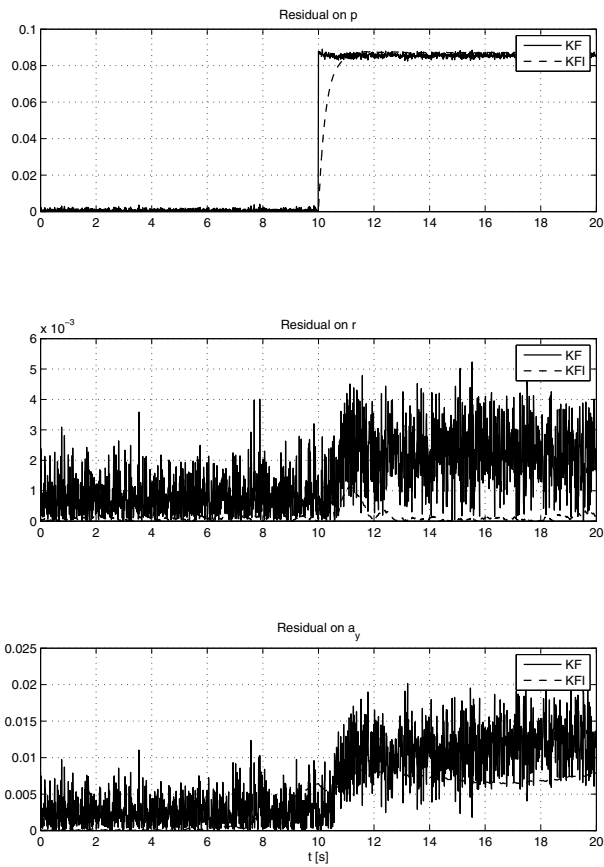 Residual on p
0.1
0.08
0.06
0.04
0.02
0
0 2 4 6 8 10 12 14 16 18 20
KF
KFI
x 10^-3
Residual on r
6
5
4
3
2
1
0
0 2 4 6 8 10 12 14 16 18 20
KF
KFI
Residual on a_y
0.025
0.02
0.015
0.01
0.005
0
0 2 4 6 8 10 12 14 16 18 20
t [s]
KF
KFI